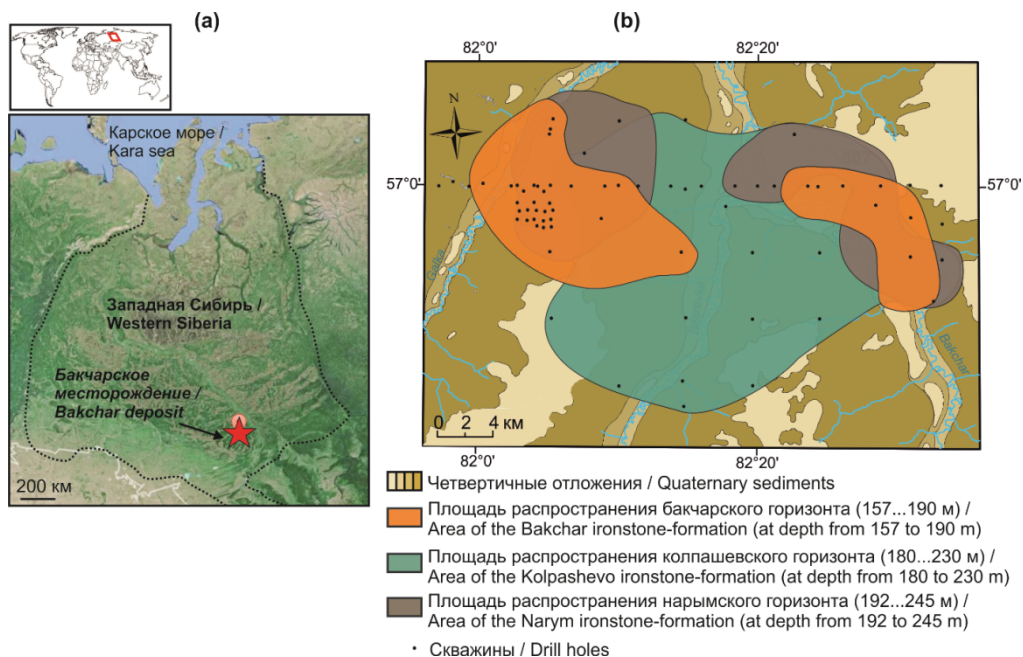 (a)
(b)
Карское море /
Kara sea
Западная Сибирь /
Western Siberia
Бакчарское
месторождение /
Bakchar deposit
200 км
82°0'
82°20'
N
57°0'
57°0'
Bakchar
0 2 4 км
82°0'
82°20'
Четвертичные отложения / Quaternary sediments
Площадь распространения бакчарского горизонта (157...190 м) /
Area of the Bakchar ironstone-formation (at depth from 157 to 190 m)
Площадь распространения колпашевского горизонта (180...230 м) /
Area of the Kolpashevo ironstone-formation (at depth from 180 to 230 m)
Площадь распространения нарымского горизонта (192...245 м) /
Area of the Narym ironstone-formation (at depth from 192 to 245 m)
Скважины / Drill holes